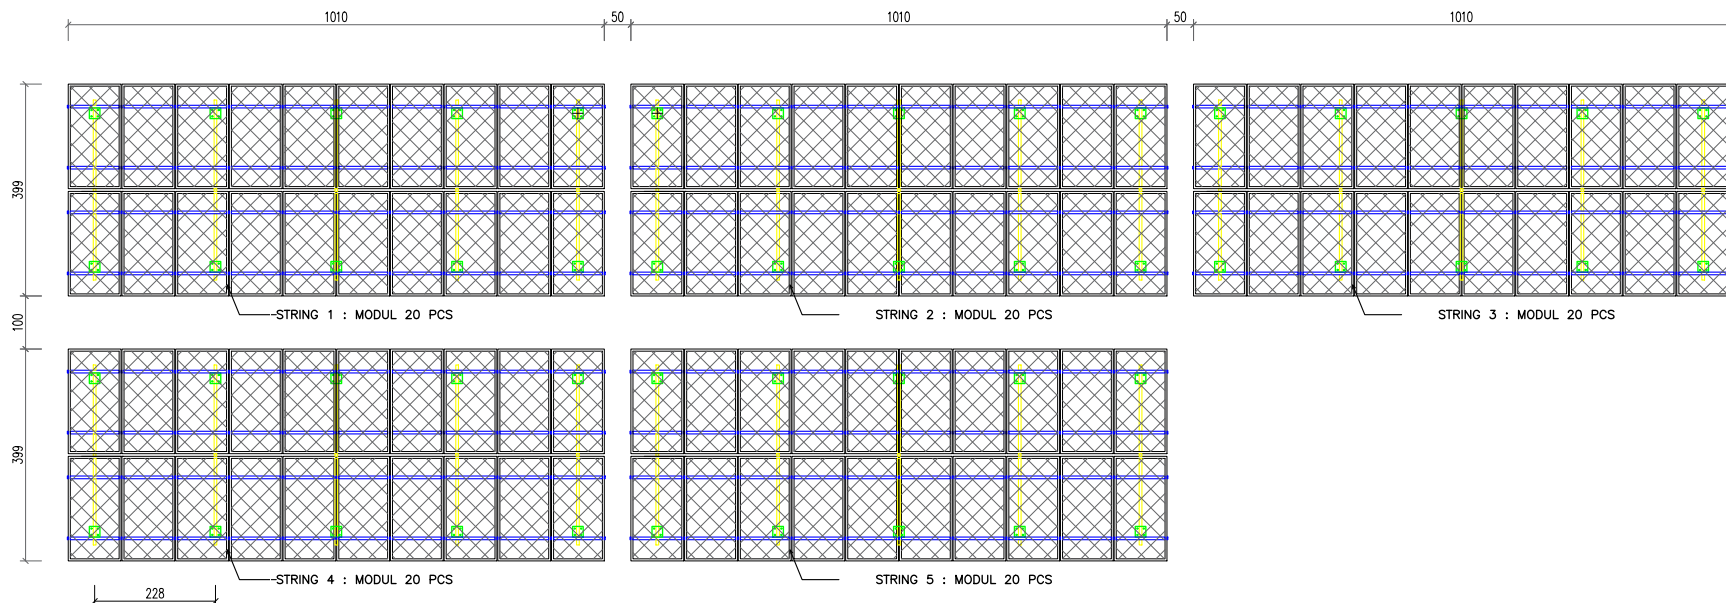 1010 50 1010 50 1010
399
-STRING 1 : MODUL 20 PCS
STRING 2 : MODUL 20 PCS
STRING 3 : MODUL 20 PCS
100
399
-STRING 4 : MODUL 20 PCS
STRING 5 : MODUL 20 PCS
228